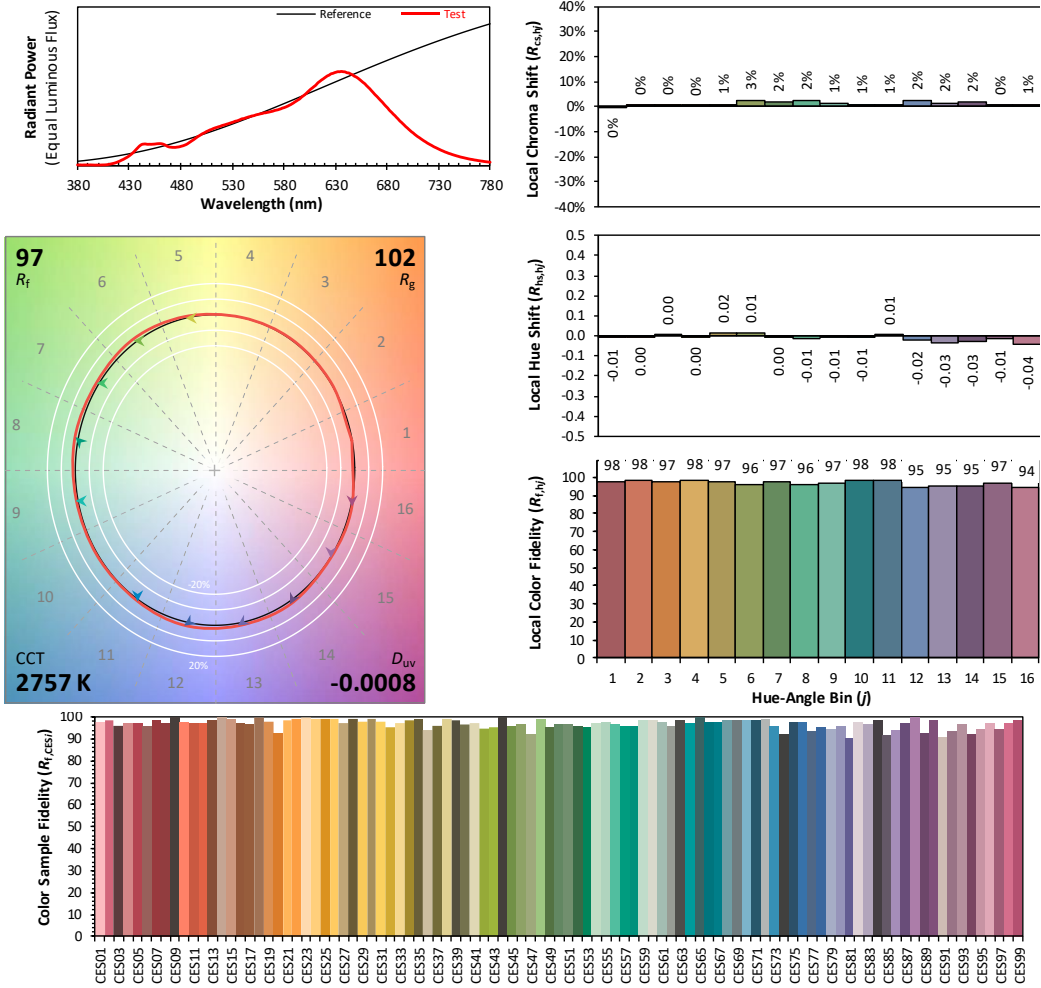 Reference Test
Radiant Power
(Equal Luminous Flux)
380 430 480 530 580 630 680 730 780
Wavelength (nm)
Local Chroma Shift (Rcs,hj)
40%
30%
20%
10%
0%
-10%
-20%
-30%
-40%
0% 0% 0% 0% 1% 3% 2% 2% 1% 1% 1% 2% 1% 2% 0% 1%
97
Rf
102
Rg
1 2 3 4 5 6 7 8 9 10 11 12 13 14 15 16
-20%
20%
CCT
2757 K
Duv
-0.0008
Local Hue Shift (Rhs,hj)
0.5
0.4
0.3
0.2
0.1
0.0
-0.1
-0.2
-0.3
-0.4
-0.5
-0.01 0.00 0.00 0.00 0.02 0.01 0.00 -0.01 -0.01 -0.01 0.01 -0.02 -0.03 -0.03 -0.01 -0.04
Local Color Fidelity (Rf,hj)
100
90
80
70
60
50
40
30
20
10
0
98 98 97 98 97 96 97 96 97 98 98 95 95 95 97 94
1 2 3 4 5 6 7 8 9 10 11 12 13 14 15 16
Hue-Angle Bin (j)
Color Sample Fidelity (Rf,CESi)
100
90
80
70
60
50
40
30
20
10
0
CES01 CES03 CES05 CES07 CES09 CES11 CES13 CES15 CES17 CES19 CES21 CES23 CES25 CES27 CES29 CES31 CES33 CES35 CES37 CES39 CES41 CES43 CES45 CES47 CES49 CES51 CES53 CES55 CES57 CES59 CES61 CES63 CES65 CES67 CES69 CES71 CES73 CES75 CES77 CES79 CES81 CES83 CES85 CES87 CES89 CES91 CES93 CES95 CES97 CES99